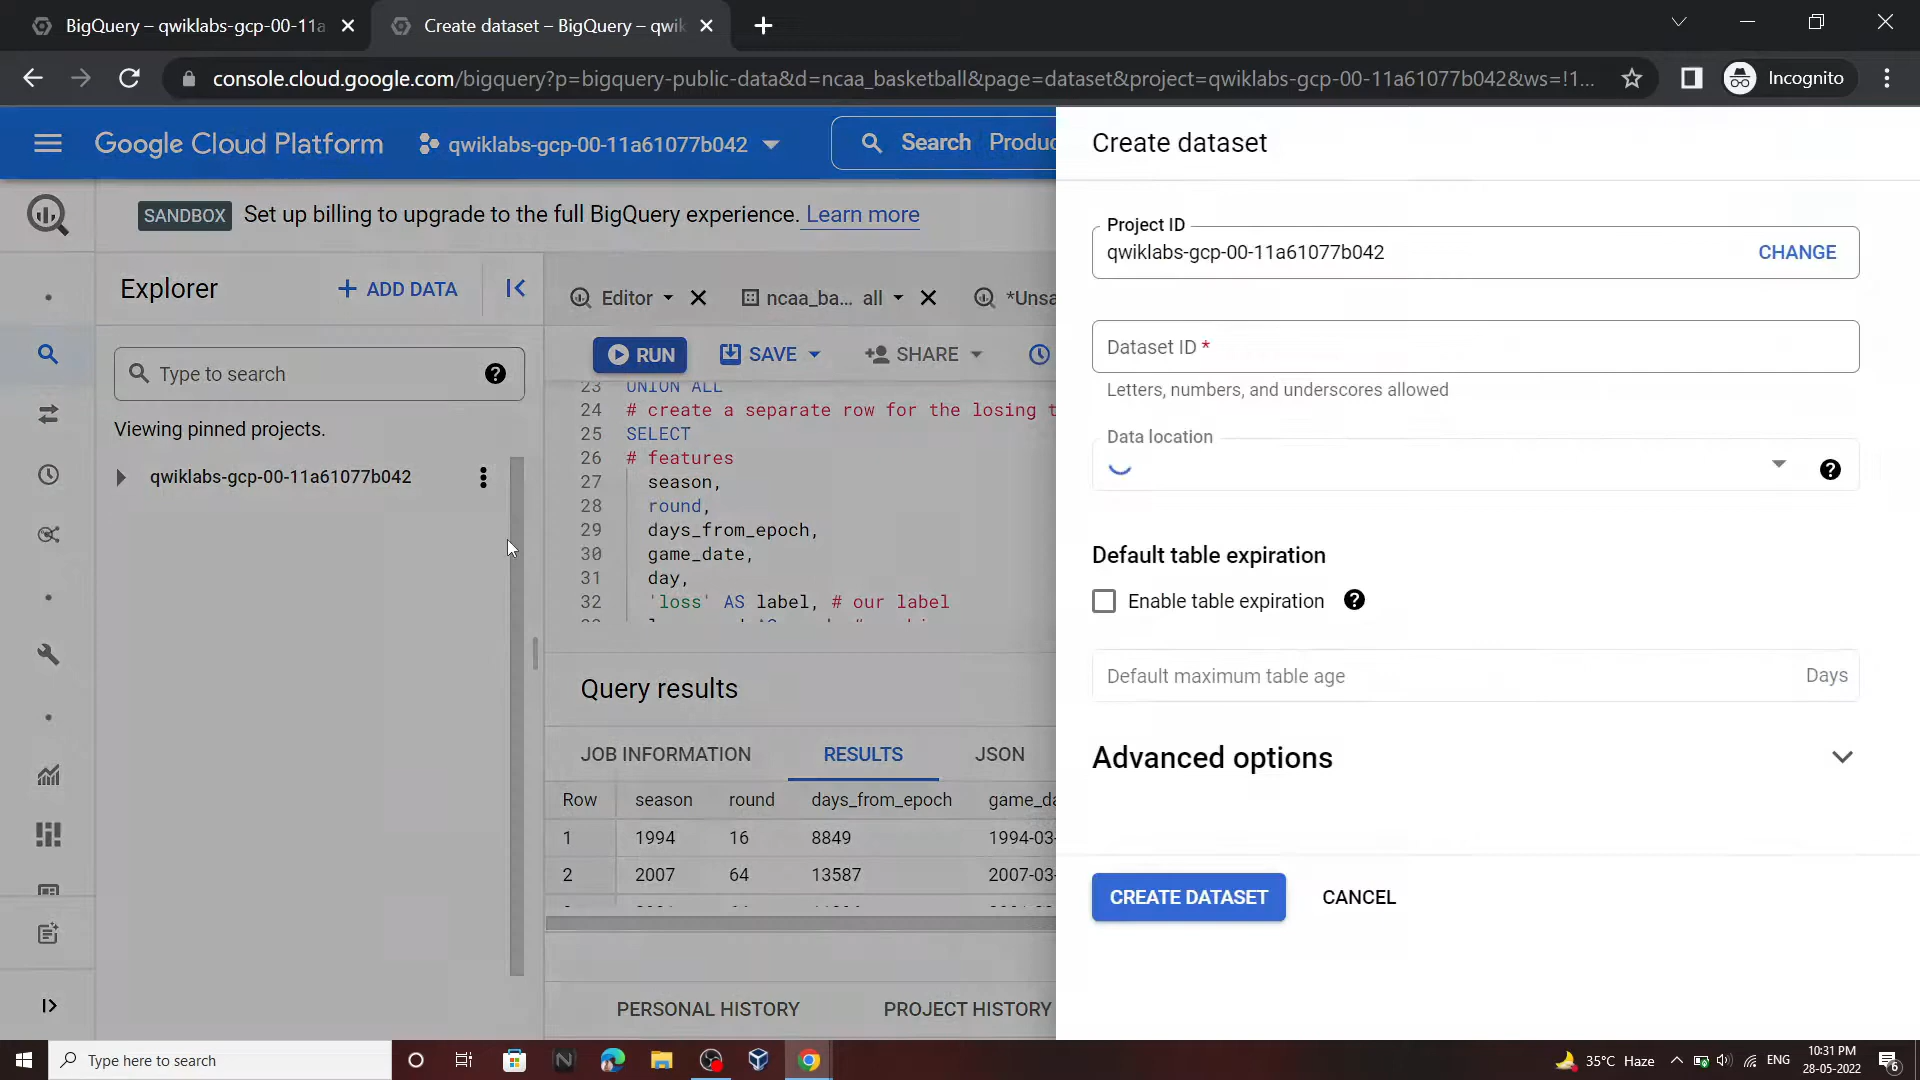 BigQuery – qwiklabs-gcp-00-11a
Create dataset – BigQuery – qwik
console.cloud.google.com/bigquery?p=bigquery-public-data&d=ncaa_basketball&page=dataset&project=qwiklabs-gcp-00-11a61077b042&ws=!1...
Incognito
Google Cloud Platform
qwiklabs-gcp-00-11a61077b042
Search Produc
SANDBOX Set up billing to upgrade to the full BigQuery experience. Learn more
Explorer
+ ADD DATA
Type to search
Viewing pinned projects.
qwiklabs-gcp-00-11a61077b042
Editor
ncaa_ba... all
*Unsa
RUN
SAVE
SHARE
23 UNION ALL
24 # create a separate row for the losing t
25 SELECT
26 # features
27 season,
28 round,
29 days_from_epoch,
30 game_date,
31 day,
32 'loss' AS label, # our label
Query results
JOB INFORMATION
RESULTS
JSON
Row season round days_from_epoch game_da
1 1994 16 8849 1994-03-
2 2007 64 13587 2007-03-
PERSONAL HISTORY
PROJECT HISTORY
Create dataset
Project ID
qwiklabs-gcp-00-11a61077b042
CHANGE
Dataset ID *
Letters, numbers, and underscores allowed
Data location
Default table expiration
Enable table expiration
Default maximum table age
Days
Advanced options
CREATE DATASET
CANCEL
Type here to search
35°C Haze
ENG
10:31 PM
28-05-2022
6